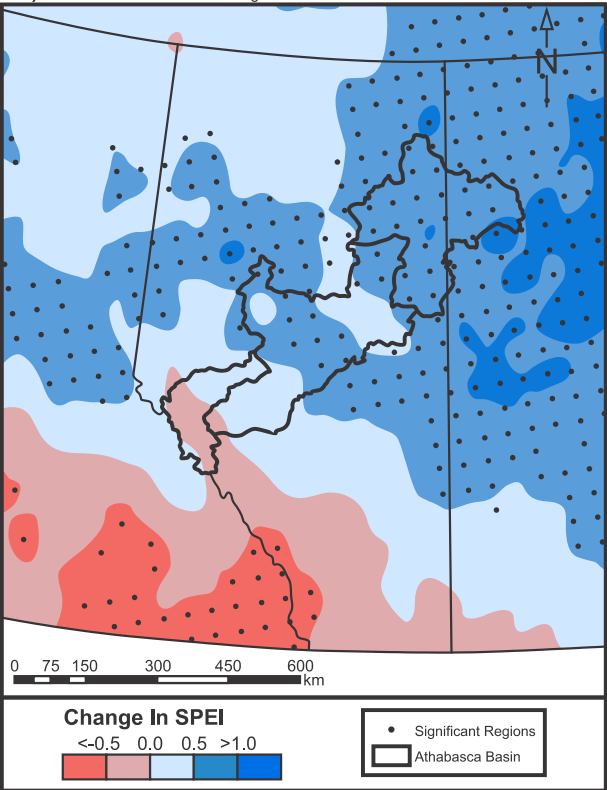 N
0 75 150 300 450 600
km
Change In SPEI
<-0.5 0.0 0.5 >1.0
Significant Regions
Athabasca Basin